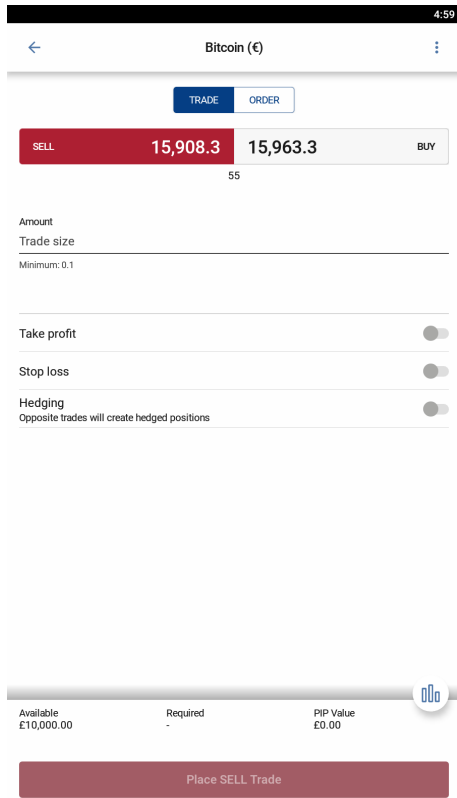 4:59
Bitcoin (€)
TRADE ORDER
SELL 15,908.3 15,963.3 BUY
55
Amount
Trade size
Minimum: 0.1
Take profit
Stop loss
Hedging
Opposite trades will create hedged positions
Available Required PIP Value
£10,000.00 - £0.00
Place SELL Trade